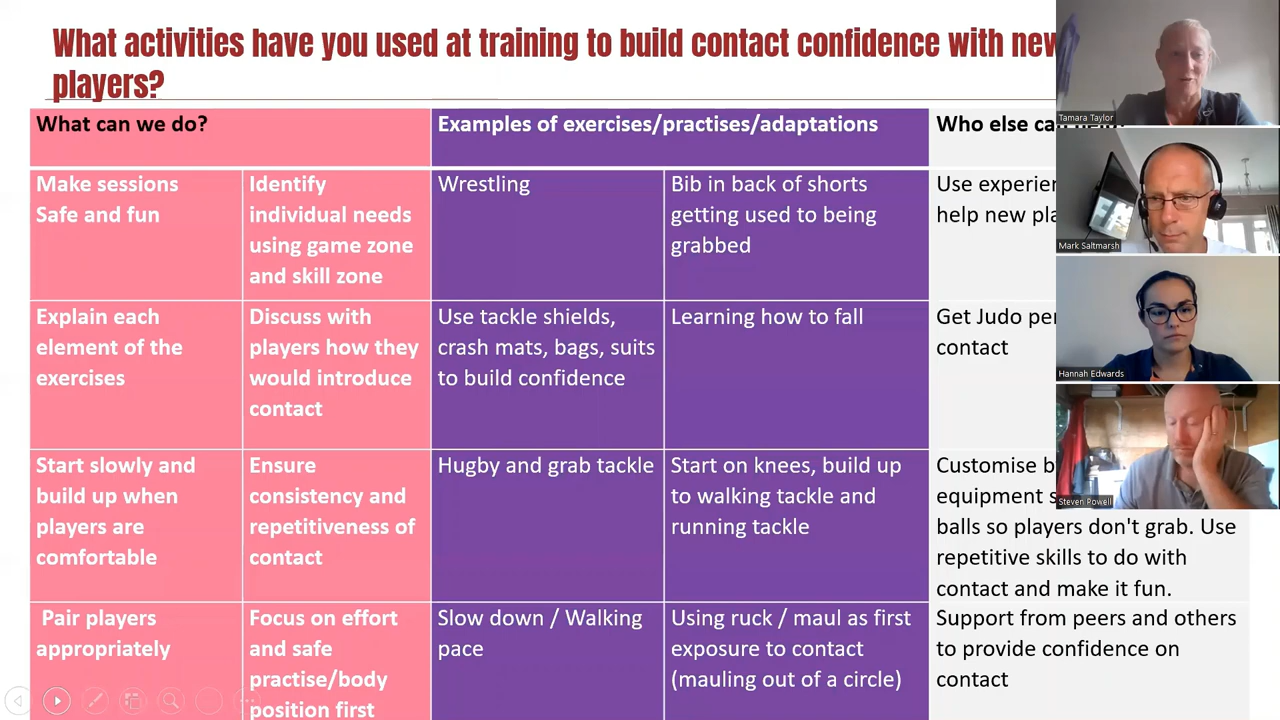 What activities have you used at training to build contact confidence with new
players?
What can we do?
Examples of exercises/practises/adaptations
Who else can help?
Make sessions
Safe and fun
Identify
individual needs
using game zone
and skill zone
Wrestling
Bib in back of shorts
getting used to being
grabbed
Use
help new
Explain each
element of the
exercises
Discuss with
players how they
would introduce
contact
Use tackle shields,
crash mats, bags, suits
to build confidence
Learning how to fall
Get Judo
contact
Start slowly and
build up when
players are
comfortable
Ensure
consistency and
repetitiveness of
contact
Hugby and grab tackle
Start on knees, build up
to walking tackle and
running tackle
Customise
equipment
balls so players don't grab. Use
repetitive skills to do with
contact and make it fun.
Pair players
appropriately
Focus on effort
and safe
practise/body
position first
Slow down / Walking
pace
Using ruck / maul as first
exposure to contact
(mauling out of a circle)
Support from peers and others
to provide confidence on
contact
Tamara Taylor
Mark Saltmarsh
Hannah Edwards
Steven Powell